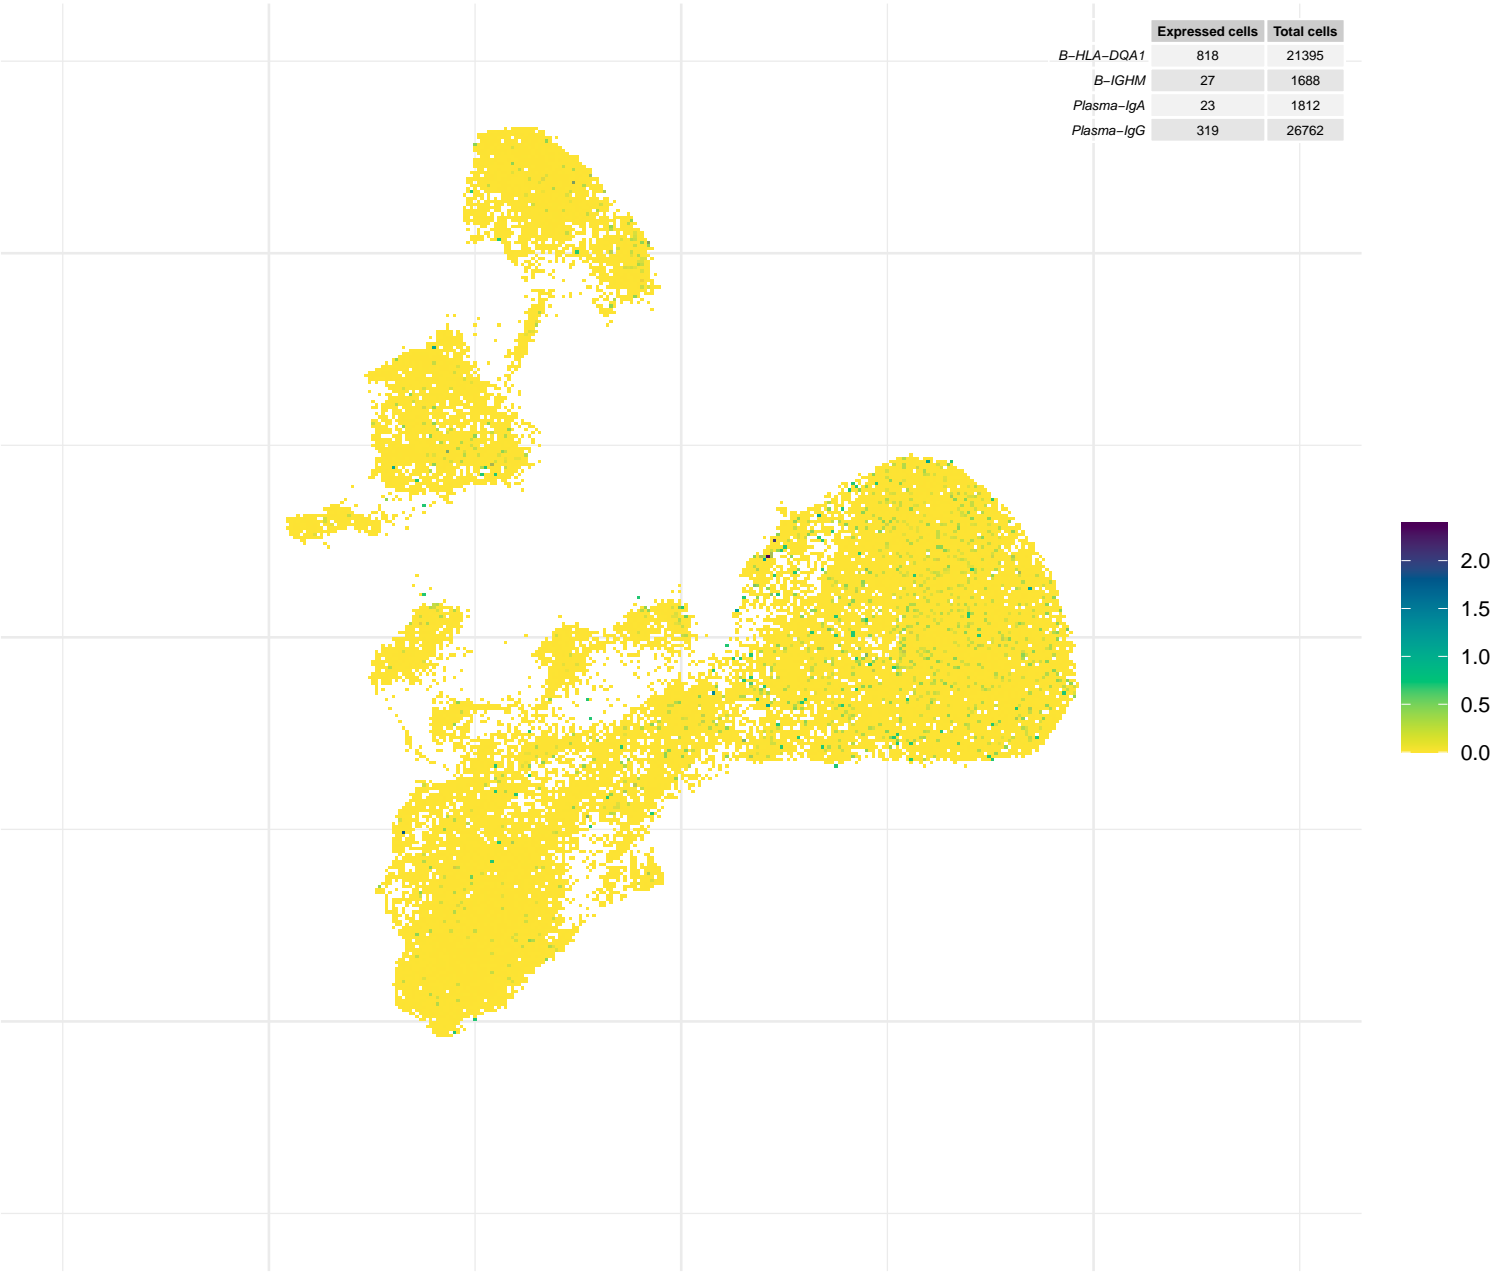 Expressed cells Total cells
B−HLA−DQA1 818 21395
B−IGHM 27 1688
Plasma−IgA 23 1812
Plasma−IgG 319 26762
2.0
1.5
1.0
0.5
0.0